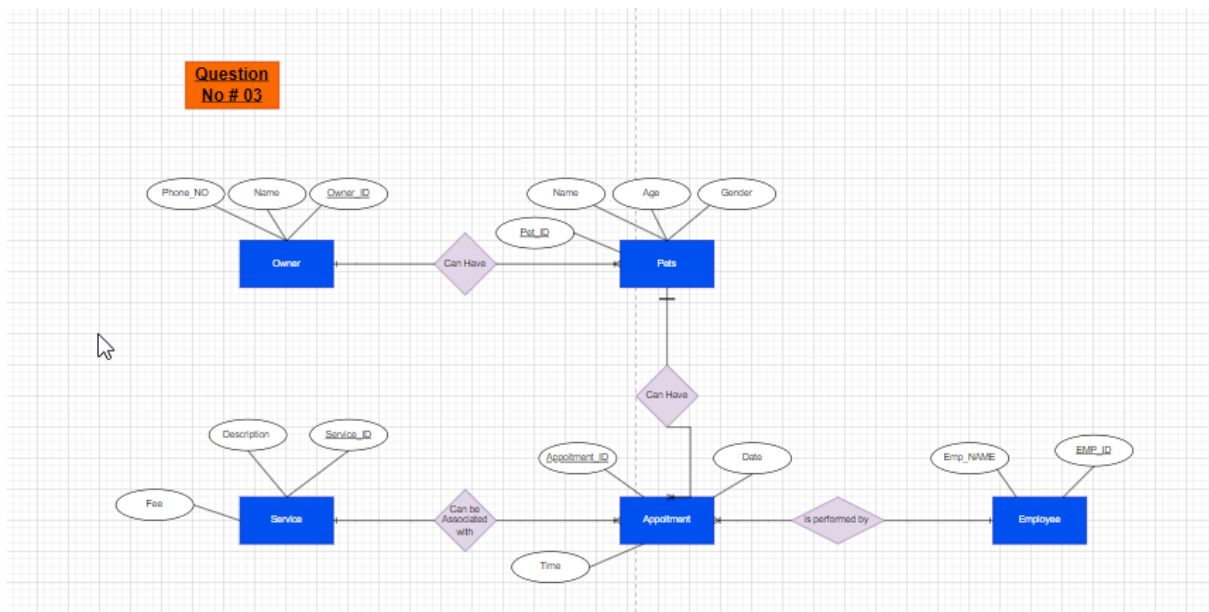 Question
No # 03
Phone_NO
Name
Owner_ID
Name
Age
Gender
Pet_ID
Owner
Can Have
Pets
Can Have
Description
Service_ID
Appoitment_ID
Date
Emp_NAME
EMP_ID
Fee
Service
Can be
Associated
with
Appoitment
is performed by
Employee
Time